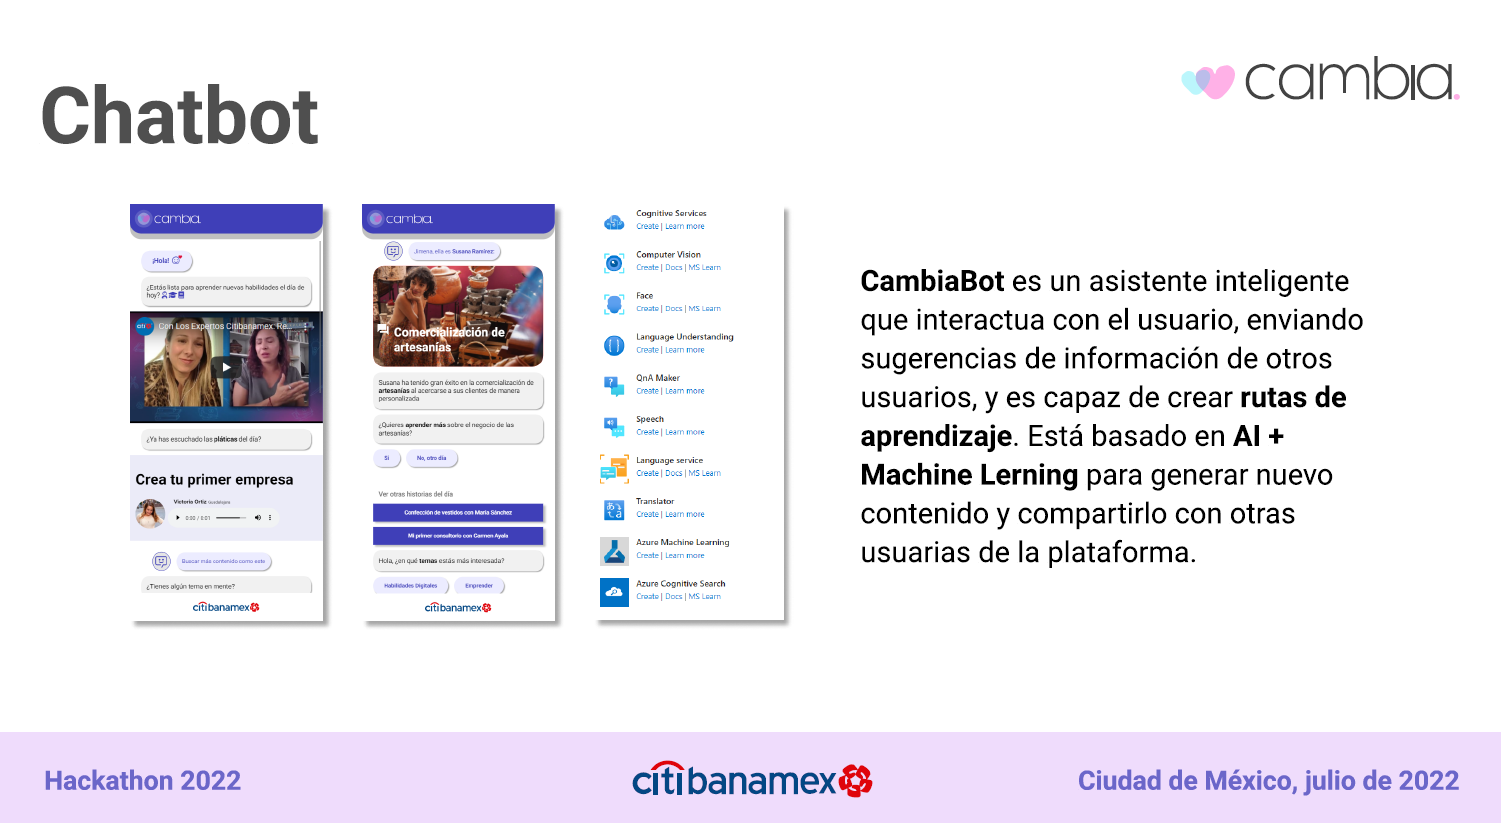 Chatbot
cambia.
cambia.
¡Hola!
¿Estás lista para aprender nuevas habilidades el día de
hoy?
citi
Con Los Expertos Citibanamex: Re...
¿Ya has escuchado las pláticas del día?
Crea tu primer empresa
Victoria Ortiz Guadalajara
0:00 / 0:01
Buscar más contenido como este
¿Tienes algún tema en mente?
citibanamex
cambia.
Jimena, ella es Susana Ramírez:
Comercialización de
artesanías
Susana ha tenido gran éxito en la comercialización de
artesanías al acercarse a sus clientes de manera
personalizada
¿Quieres aprender más sobre el negocio de las
artesanías?
Si
No, otro día
Ver otras historias del día
Confección de vestidos con María Sánchez
Mi primer consultorio con Carmen Ayala
Hola, ¿en qué temas estás más interesada?
Habilidades Digitales
Emprender
citibanamex
Cognitive Services
Create | Learn more
Computer Vision
Create | Docs | MS Learn
Face
Create | Docs | MS Learn
Language Understanding
Create | Learn more
QnA Maker
Create | Learn more
Speech
Create | Learn more
Language service
Create | Docs | MS Learn
Translator
Create | Learn more
Azure Machine Learning
Create | Learn more
Azure Cognitive Search
Create | Docs | MS Learn
CambiaBot es un asistente inteligente
que interactua con el usuario, enviando
sugerencias de información de otros
usuarios, y es capaz de crear rutas de
aprendizaje. Está basado en AI +
Machine Lerning para generar nuevo
contenido y compartirlo con otras
usuarias de la plataforma.
Hackathon 2022
citibanamex
Ciudad de México, julio de 2022